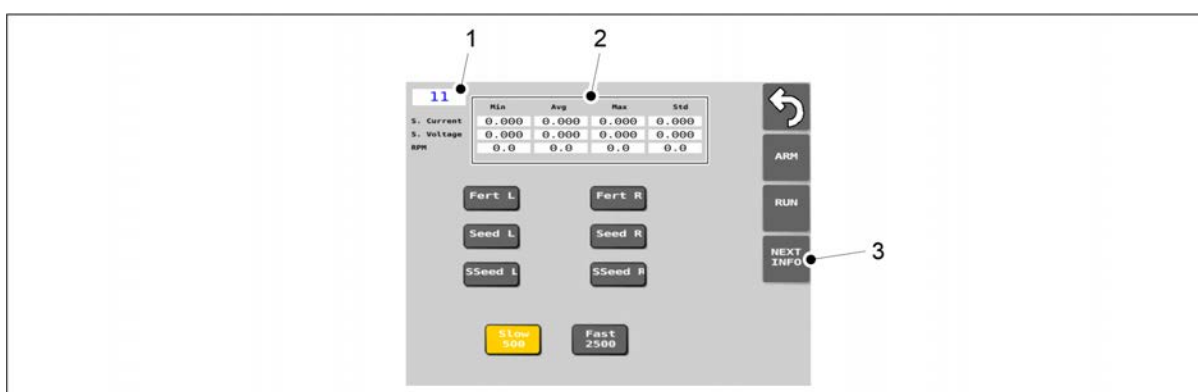 1 2
11
Min Avg Max Std
S. Current 0.000 0.000 0.000 0.000
S. Voltage 0.000 0.000 0.000 0.000
RPM 0.0 0.0 0.0 0.0
ARM
Fert L Fert R
RUN
Seed L Seed R
NEXT
INFO
3
SSeed L SSeed R
Slow
500
Fast
2500